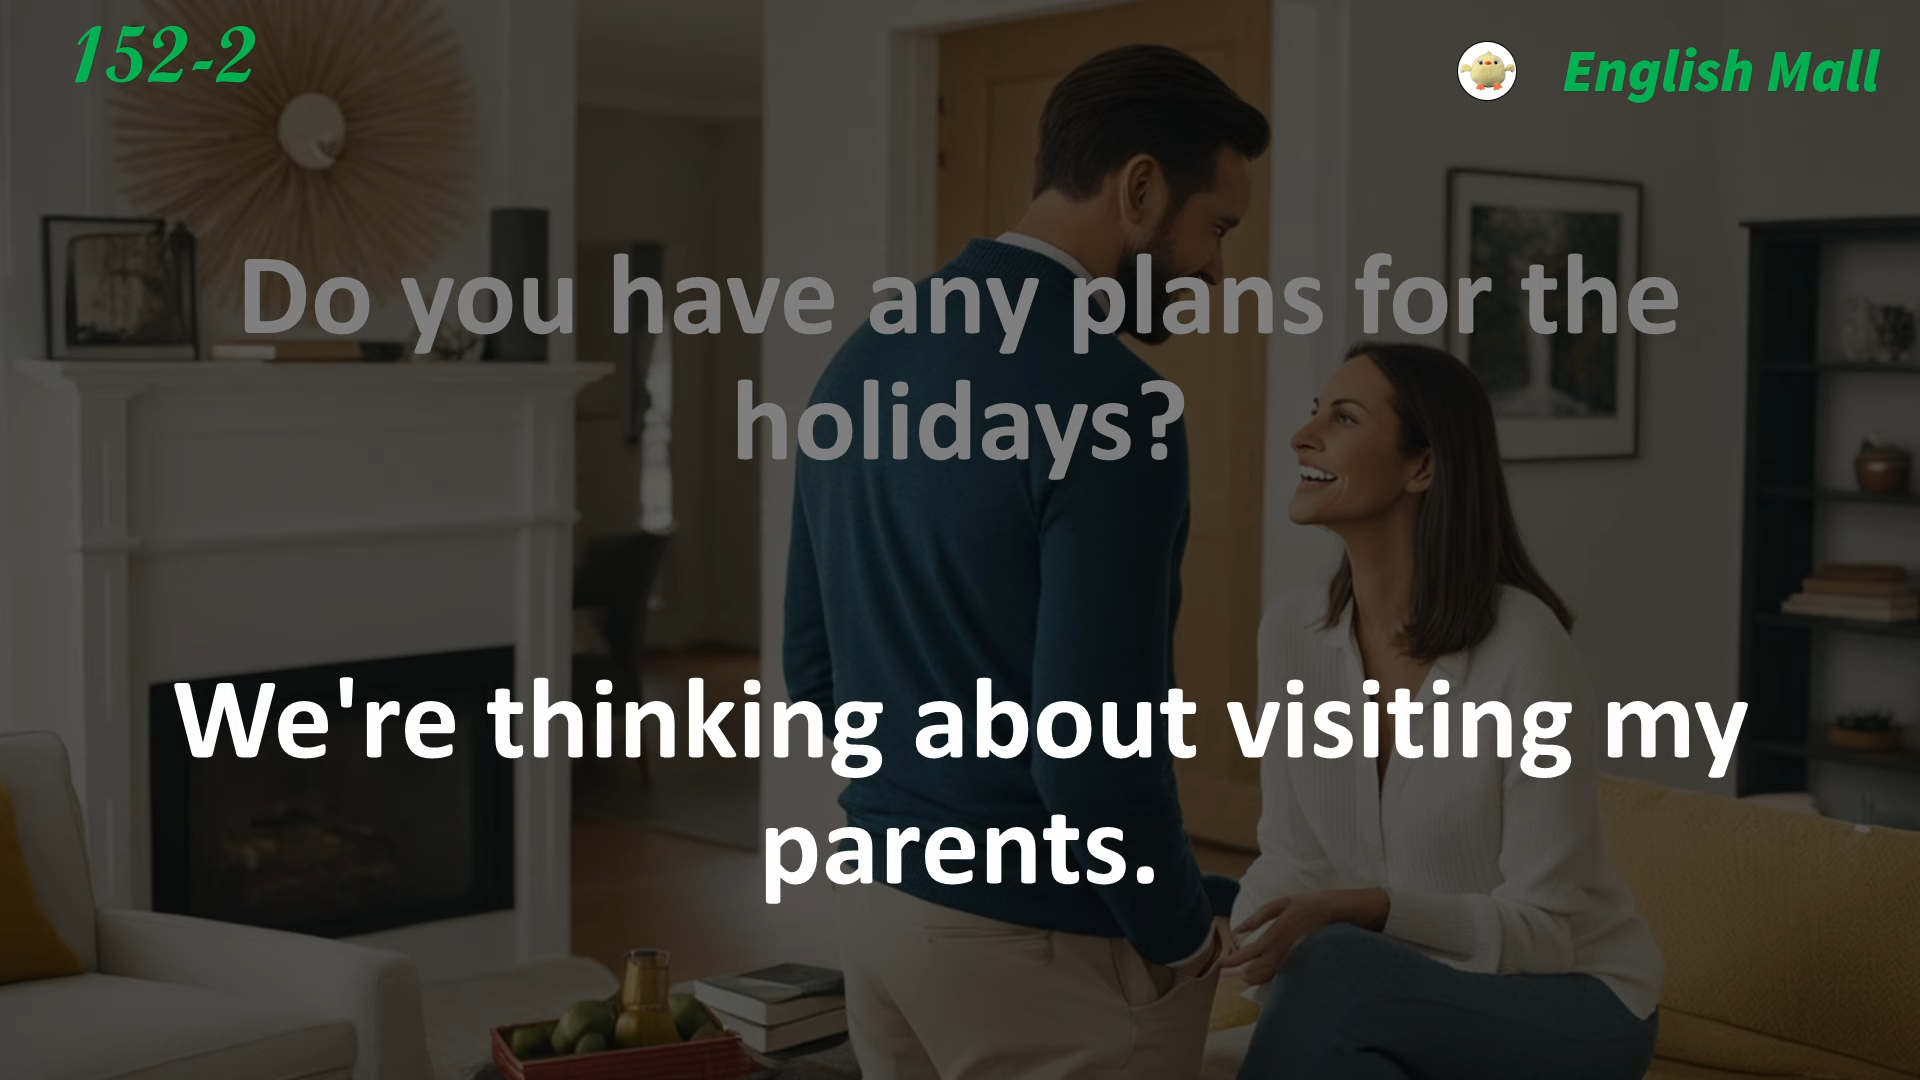 152-2
English Mall
Do you have any plans for the
holidays?
We're thinking about visiting my
parents.